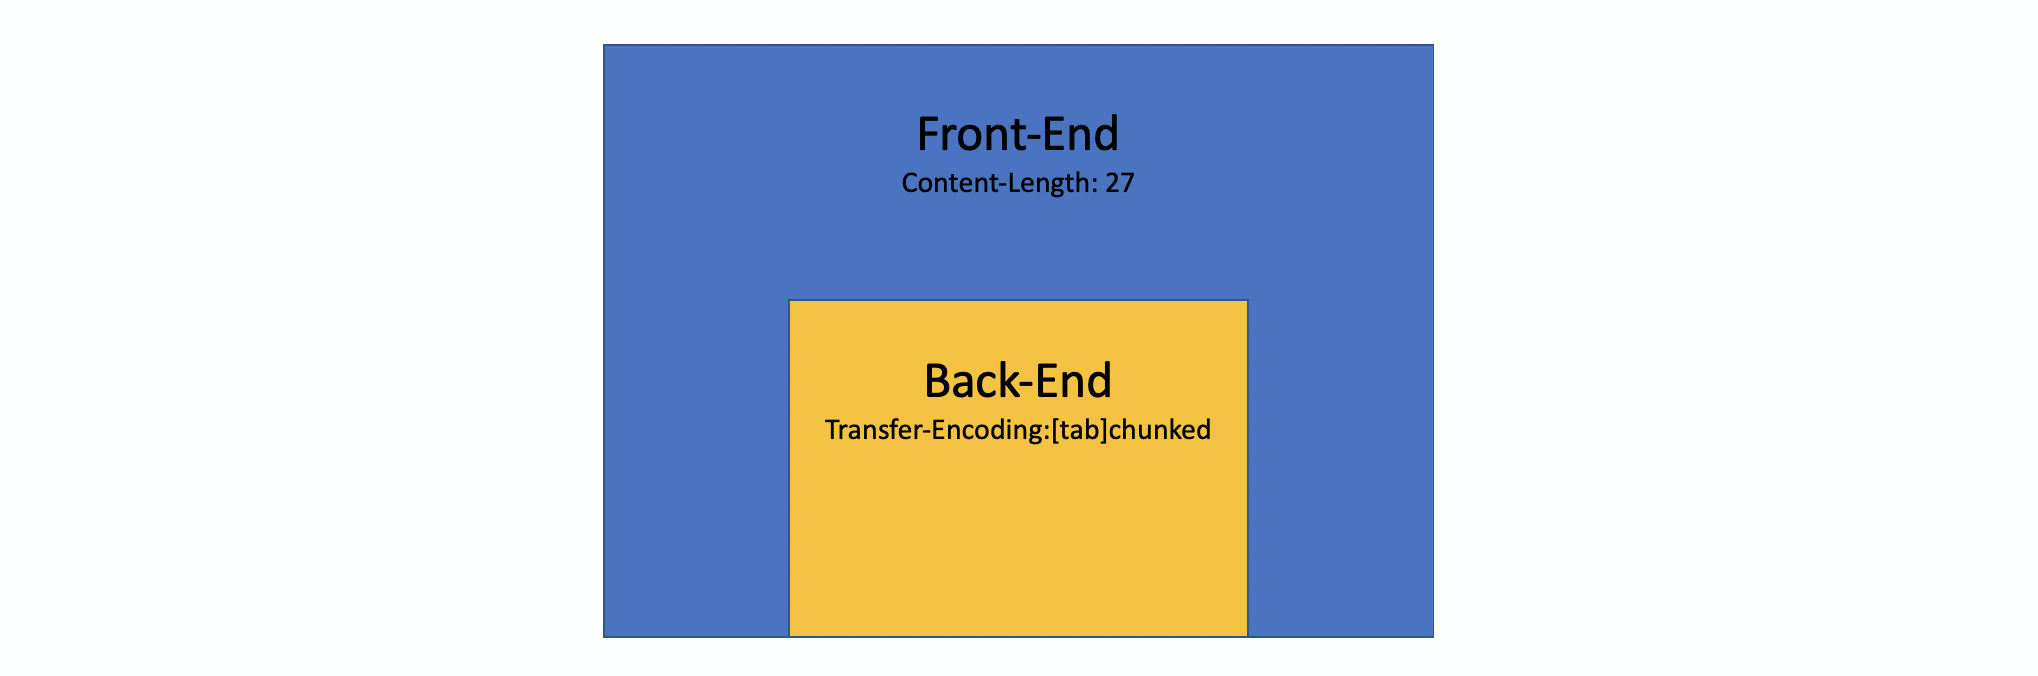 Front-End
Content-Length: 27
Back-End
Transfer-Encoding:[tab]chunked